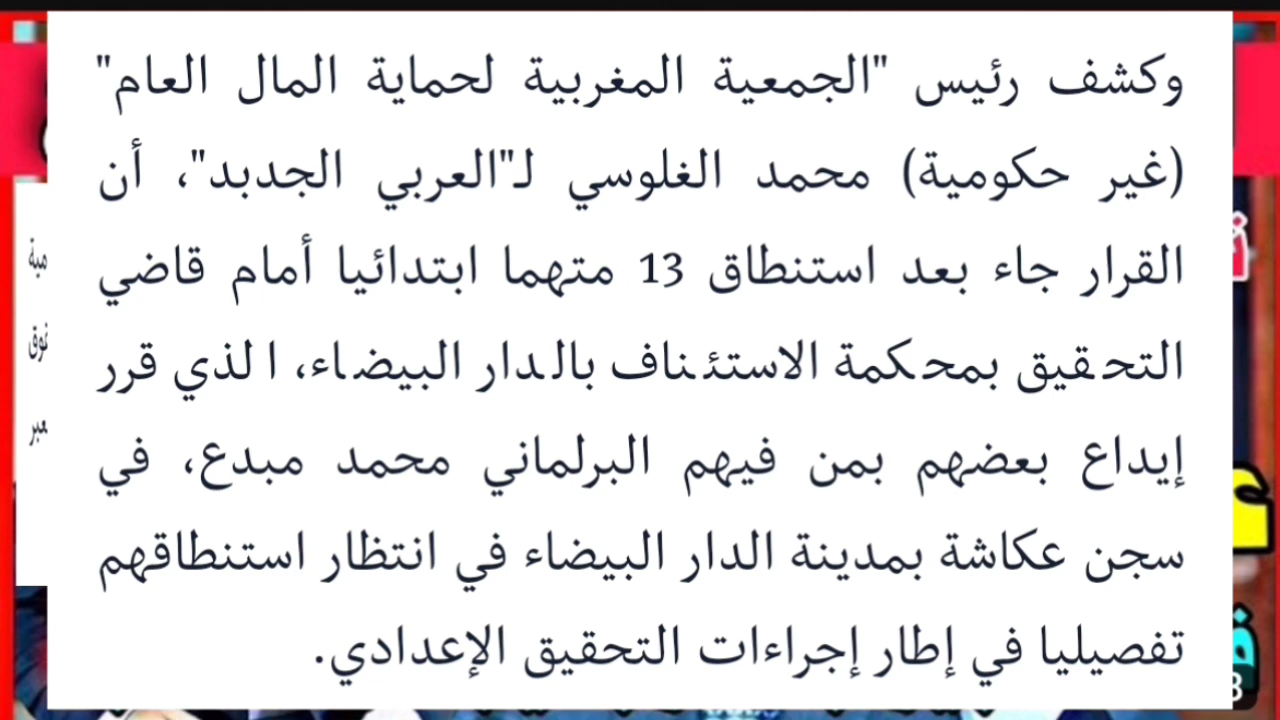 وكشف رئيس "الجمعية المغربية لحماية المال العام"
(غير حكومية) محمد الغلوسي لـ"العربي الجدبد"، أن
القرار جاء بعد استنطاق 13 متهما ابتدائيا أمام قاضي
التحقيق بمحكمة الاستئناف بالدار البيضاء، الذي قرر
إيداع بعضهم بمن فيهم البرلماني محمد مبدع، في
سجن عكاشة بمدينة الدار البيضاء في انتظار استنطاقهم
تفصيليا في إطار إجراءات التحقيق الإعدادي.